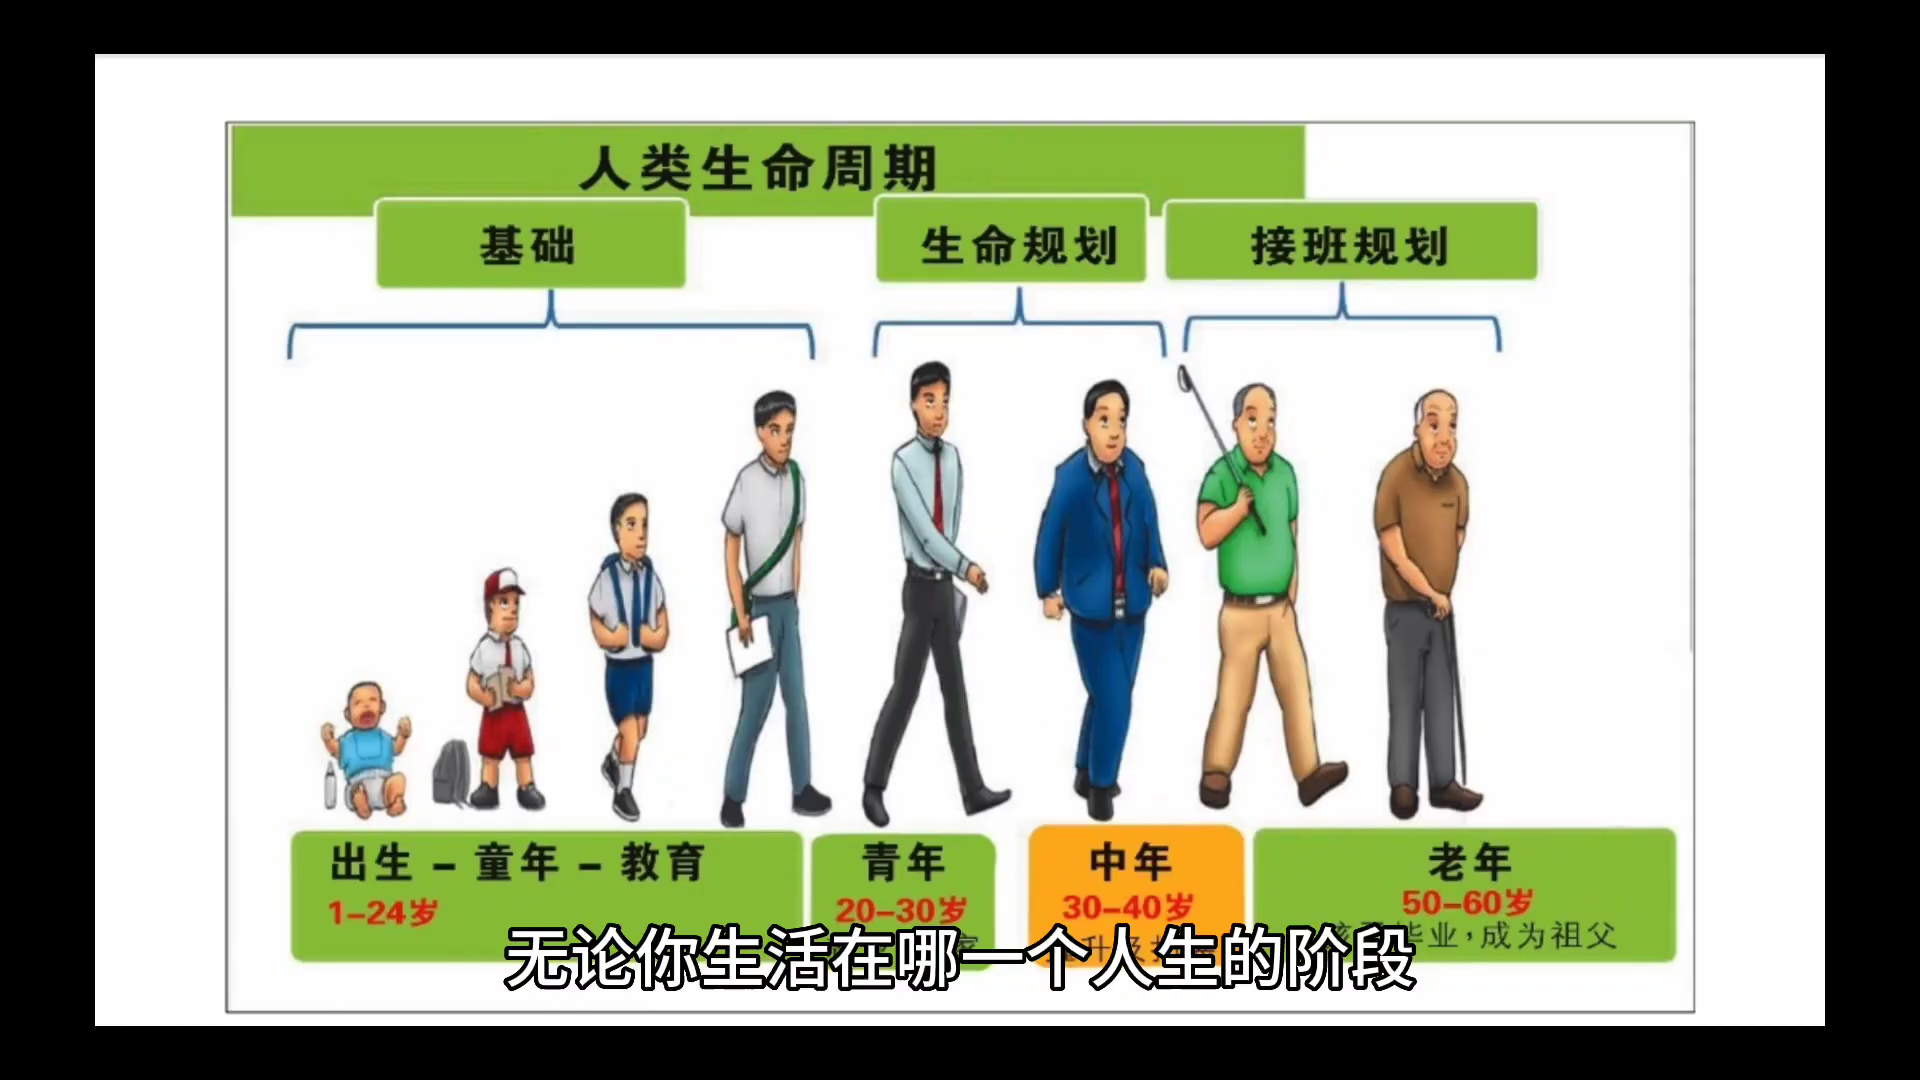 人类生命周期
基础
生命规划
接班规划
出生 – 童年 – 教育
1–24岁
青年
20–30岁
中年
30–40岁
老年
50–60岁
毕业，成为祖父
无论你生活在哪一个人生的阶段